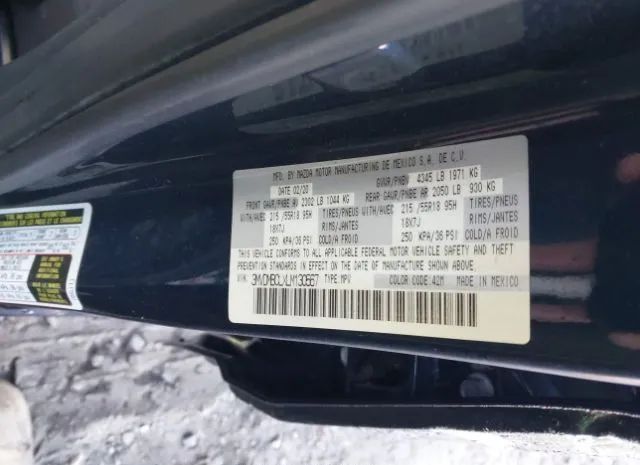 MFD. BY MAZDA MOTOR MANUFACTURING DE MEXICO S.A. DE C.V.
DATE 02/20 GVWR/PNBV 4345 LB 1971 KG
FRONT GAWR/PNBE AV 2302 LB 1044 KG REAR GAWR/PNBE AR 2050 LB 930 KG
WITH/AVEC 215 /55R18 95H TIRES/PNEUS WITH/AVEC 215 /55R18 95H TIRES/PNEUS
18X7J RIMS/JANTES 18X7J RIMS/JANTES
250 KPA/36 PSI COLD/A FROID 250 KPA/36 PSI COLD/A FROID
THIS VEHICLE CONFORMS TO ALL APPLICABLE FEDERAL MOTOR VEHICLE SAFETY AND THEFT
PREVENTION STANDARDS IN EFFECT ON THE DATE OF MANUFACTURE SHOWN ABOVE.
TYPE MPV COLOR CODE: 42M MADE IN MEXICO